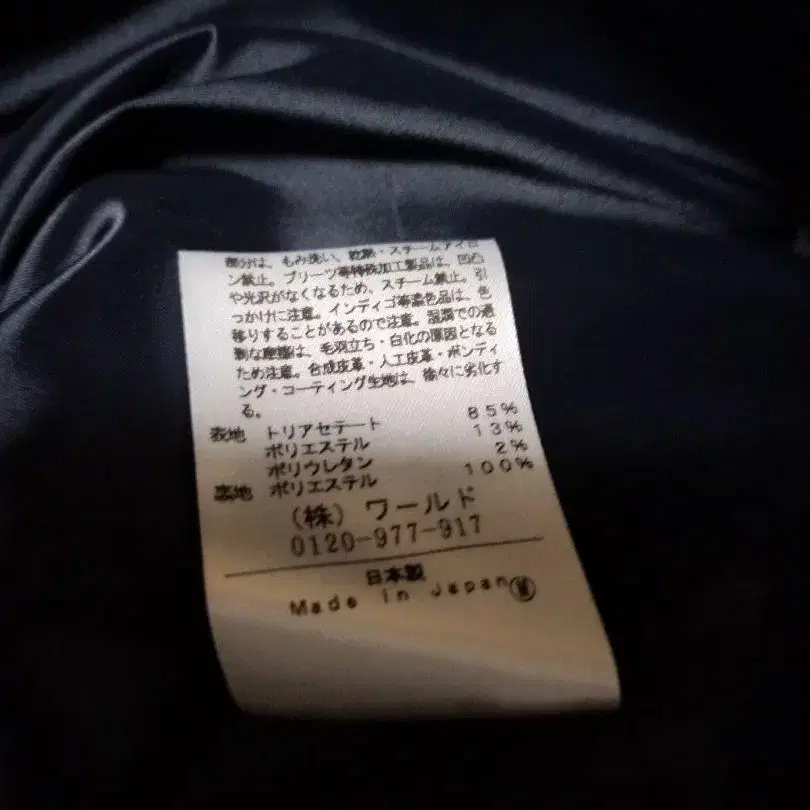 部分は、もみ洗い、乾熱・スチームアイロ
ン禁止。プリーツ等特殊加工製品は、凹凸
や光沢がなくなるため、スチーム禁止。引
っかけに注意。インディゴ等濃色品は、色
移りすることがあるので注意。湿潤での過
剰な摩擦は、毛羽立ち・白化の原因となる
ため注意。合成皮革・人工皮革・ボンディ
ング・コーティング生地は、徐々に劣化す
る。
表地 トリアセテート 85%
ポリエステル 13%
ポリウレタン 2%
裏地 ポリエステル 100%
(株) ワールド
0120-977-917
日本製
Made in Japan